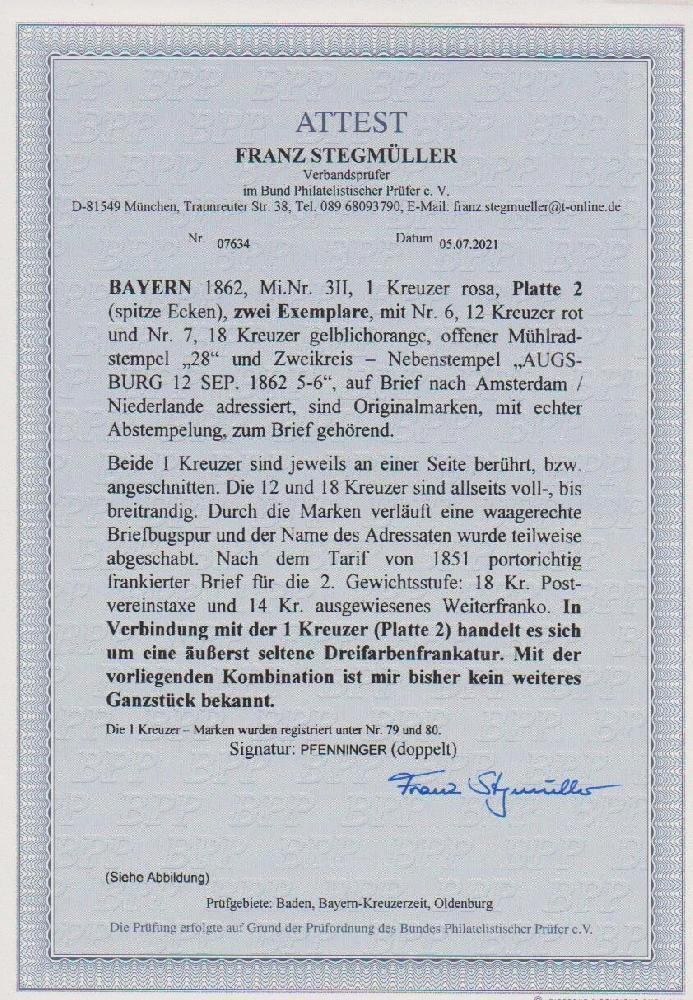 ATTEST
FRANZ STEGMÜLLER
Verbandsprüfer
im Bund Philatelistischer Prüfer e. V.
D-81549 München, Traunreuter Str. 38, Tel. 089 68093790, E-Mail: franz.stegmueller@t-online.de
Nr. 07634 Datum 05.07.2021
BAYERN 1862, Mi.Nr. 3II, 1 Kreuzer rosa, Platte 2
(spitze Ecken), zwei Exemplare, mit Nr. 6, 12 Kreuzer rot
und Nr. 7, 18 Kreuzer gelblichorange, offener Mühlrad-
stempel „28“ und Zweikreis – Nebenstempel „AUGS-
BURG 12 SEP. 1862 5-6“, auf Brief nach Amsterdam /
Niederlande adressiert, sind Originalmarken, mit echter
Abstempelung, zum Brief gehörend.
Beide 1 Kreuzer sind jeweils an einer Seite berührt, bzw.
angeschnitten. Die 12 und 18 Kreuzer sind allseits voll-, bis
breitrandig. Durch die Marken verläuft eine waagerechte
Briefbugspur und der Name des Adressaten wurde teilweise
abgeschabt. Nach dem Tarif von 1851 portorichtig
frankierter Brief für die 2. Gewichtsstufe: 18 Kr. Post-
vereinstaxe und 14 Kr. ausgewiesenes Weiterfranko. In
Verbindung mit der 1 Kreuzer (Platte 2) handelt es sich
um eine äußerst seltene Dreifarbenfrankatur. Mit der
vorliegenden Kombination ist mir bisher kein weiteres
Ganzstück bekannt.
Die 1 Kreuzer – Marken wurden registriert unter Nr. 79 und 80.
Signatur: PFENNINGER (doppelt)
Franz Stegmüller
(Siehe Abbildung)
Prüfgebiete: Baden, Bayern-Kreuzerzeit, Oldenburg
Die Prüfung erfolgte auf Grund der Prüfordnung des Bundes Philatelistischer Prüfer e.V.